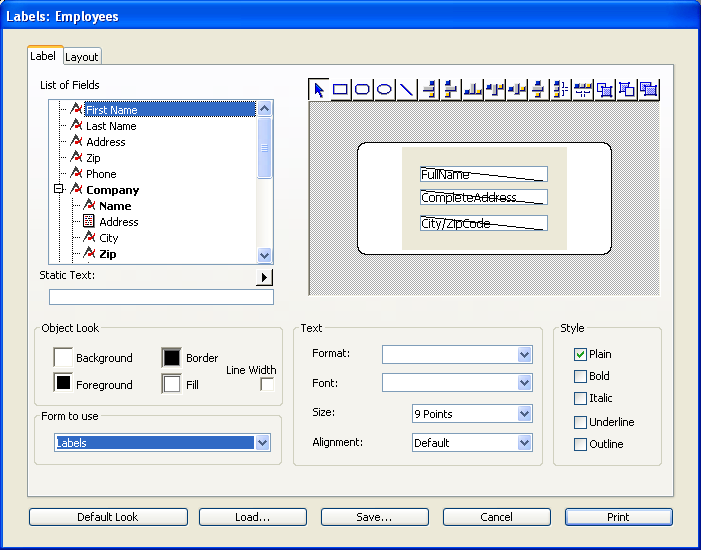 Labels: Employees
Label
Layout
List of Fields
First Name
Last Name
Address
Zip
Phone
Company
Name
Address
City
Zip
Static Text:
FullName
CompleteAddress
City/ZipCode
Object Look
Background
Border
Foreground
Fill
Line Width
Form to use
Labels
Text
Format:
Font:
Size:
9 Points
Alignment:
Default
Style
Plain
Bold
Italic
Underline
Outline
Default Look
Load...
Save...
Cancel
Print